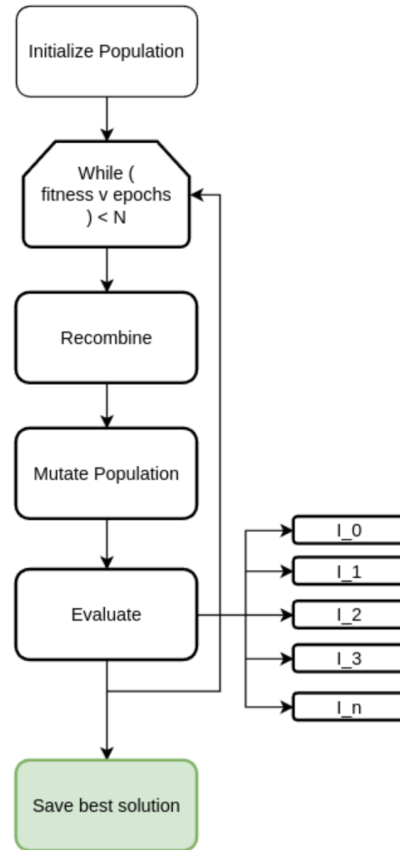 Initialize Population
While (
fitness v epochs
) < N
Recombine
Mutate Population
Evaluate
I_0
I_1
I_2
I_3
I_n
Save best solution